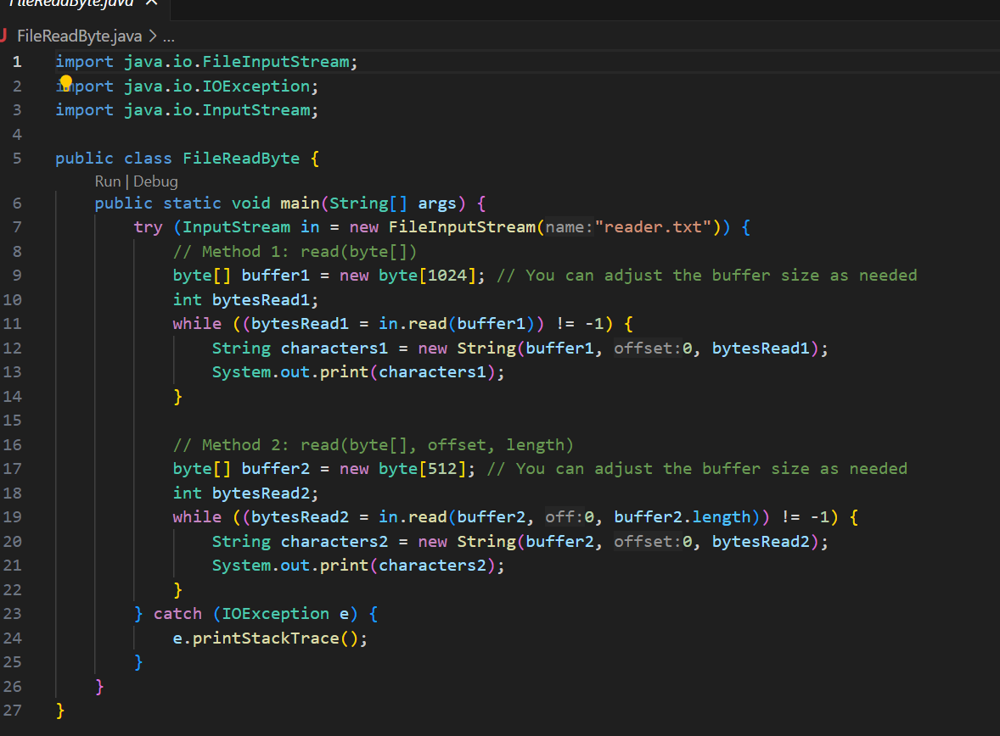 FileReadByte.java ×
J FileReadByte.java > ...
1 import java.io.FileInputStream;
2 import java.io.IOException;
3 import java.io.InputStream;
4
5 public class FileReadByte {
Run | Debug
6 public static void main(String[] args) {
7 try (InputStream in = new FileInputStream(name:"reader.txt")) {
8 // Method 1: read(byte[])
9 byte[] buffer1 = new byte[1024]; // You can adjust the buffer size as needed
10 int bytesRead1;
11 while ((bytesRead1 = in.read(buffer1)) != -1) {
12 String characters1 = new String(buffer1, offset:0, bytesRead1);
13 System.out.print(characters1);
14 }
15
16 // Method 2: read(byte[], offset, length)
17 byte[] buffer2 = new byte[512]; // You can adjust the buffer size as needed
18 int bytesRead2;
19 while ((bytesRead2 = in.read(buffer2, off:0, buffer2.length)) != -1) {
20 String characters2 = new String(buffer2, offset:0, bytesRead2);
21 System.out.print(characters2);
22 }
23 } catch (IOException e) {
24 e.printStackTrace();
25 }
26 }
27 }